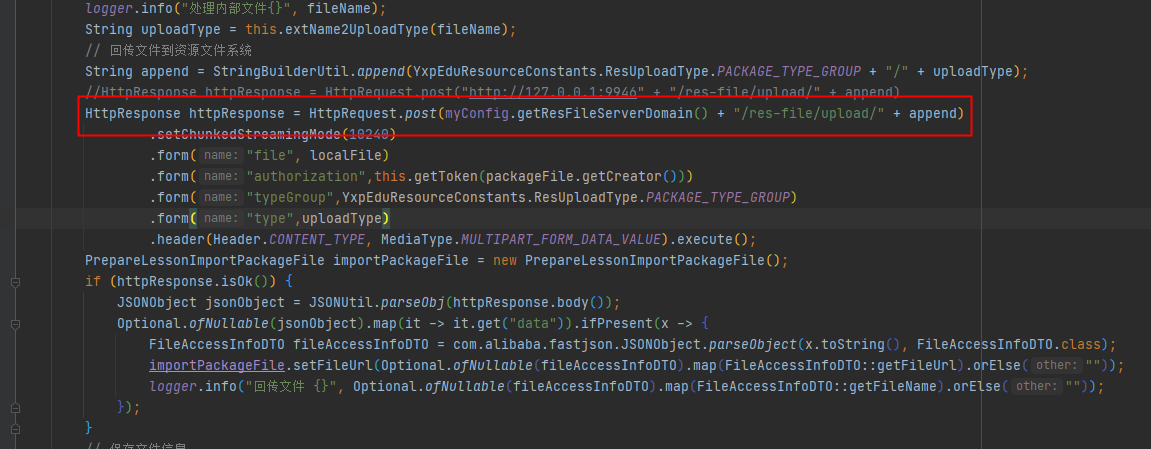 logger.info("处理内部文件{}", fileName);
String uploadType = this.extName2UploadType(fileName);
// 回传文件到资源文件系统
String append = StringBuilderUtil.append(YxpEduResourceConstants.ResUploadType.PACKAGE_TYPE_GROUP + "/" + uploadType);
//HttpResponse httpResponse = HttpRequest.post("http://127.0.0.1:9946" + "/res-file/upload/" + append)
HttpResponse httpResponse = HttpRequest.post(myConfig.getResFileServerDomain() + "/res-file/upload/" + append)
.setChunkedStreamingMode(10240)
.form( name: "file", localFile)
.form( name: "authorization",this.getToken(packageFile.getCreator()))
.form( name: "typeGroup",YxpEduResourceConstants.ResUploadType.PACKAGE_TYPE_GROUP)
.form( name: "type",uploadType)
.header(Header.CONTENT_TYPE, MediaType.MULTIPART_FORM_DATA_VALUE).execute();
PrepareLessonImportPackageFile importPackageFile = new PrepareLessonImportPackageFile();
if (httpResponse.isOk()) {
JSONObject jsonObject = JSONUtil.parseObj(httpResponse.body());
Optional.ofNullable(jsonObject).map(it -> it.get("data")).ifPresent(x -> {
FileAccessInfoDTO fileAccessInfoDTO = com.alibaba.fastjson.JSONObject.parseObject(x.toString(), FileAccessInfoDTO.class);
importPackageFile.setFileUrl(Optional.ofNullable(fileAccessInfoDTO).map(FileAccessInfoDTO::getFileUrl).orElse( other: ""));
logger.info("回传文件 {}", Optional.ofNullable(fileAccessInfoDTO).map(FileAccessInfoDTO::getFileName).orElse( other: ""));
});
}
// 保存文件信息